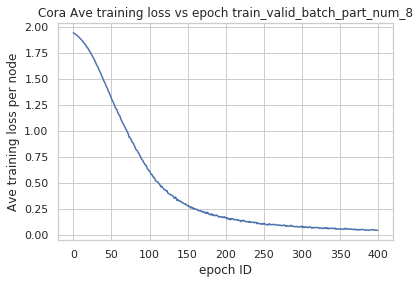 Cora Ave training loss vs epoch train_valid_batch_part_num_8
2.00
1.75
1.50
1.25
1.00
0.75
0.50
0.25
0.00
Ave training loss per node
0 50 100 150 200 250 300 350 400
epoch ID